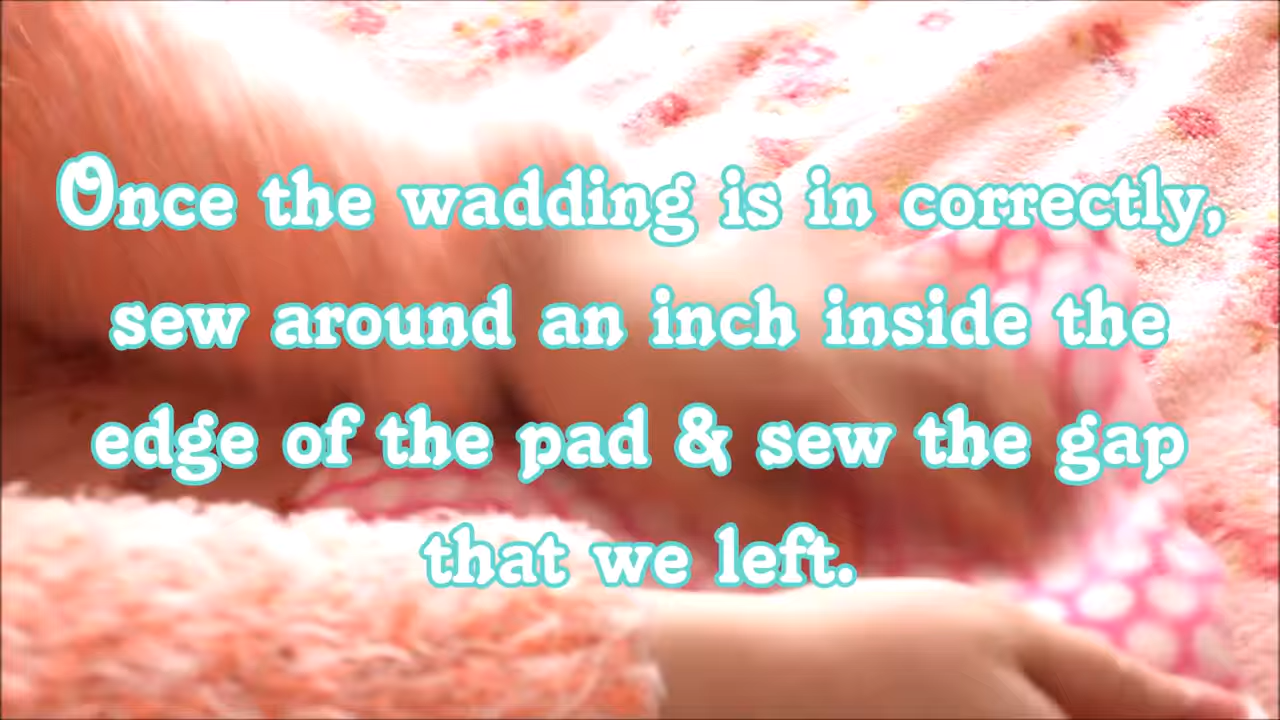 Once the wadding is in correctly,
sew around an inch inside the
edge of the pad & sew the gap
that we left.